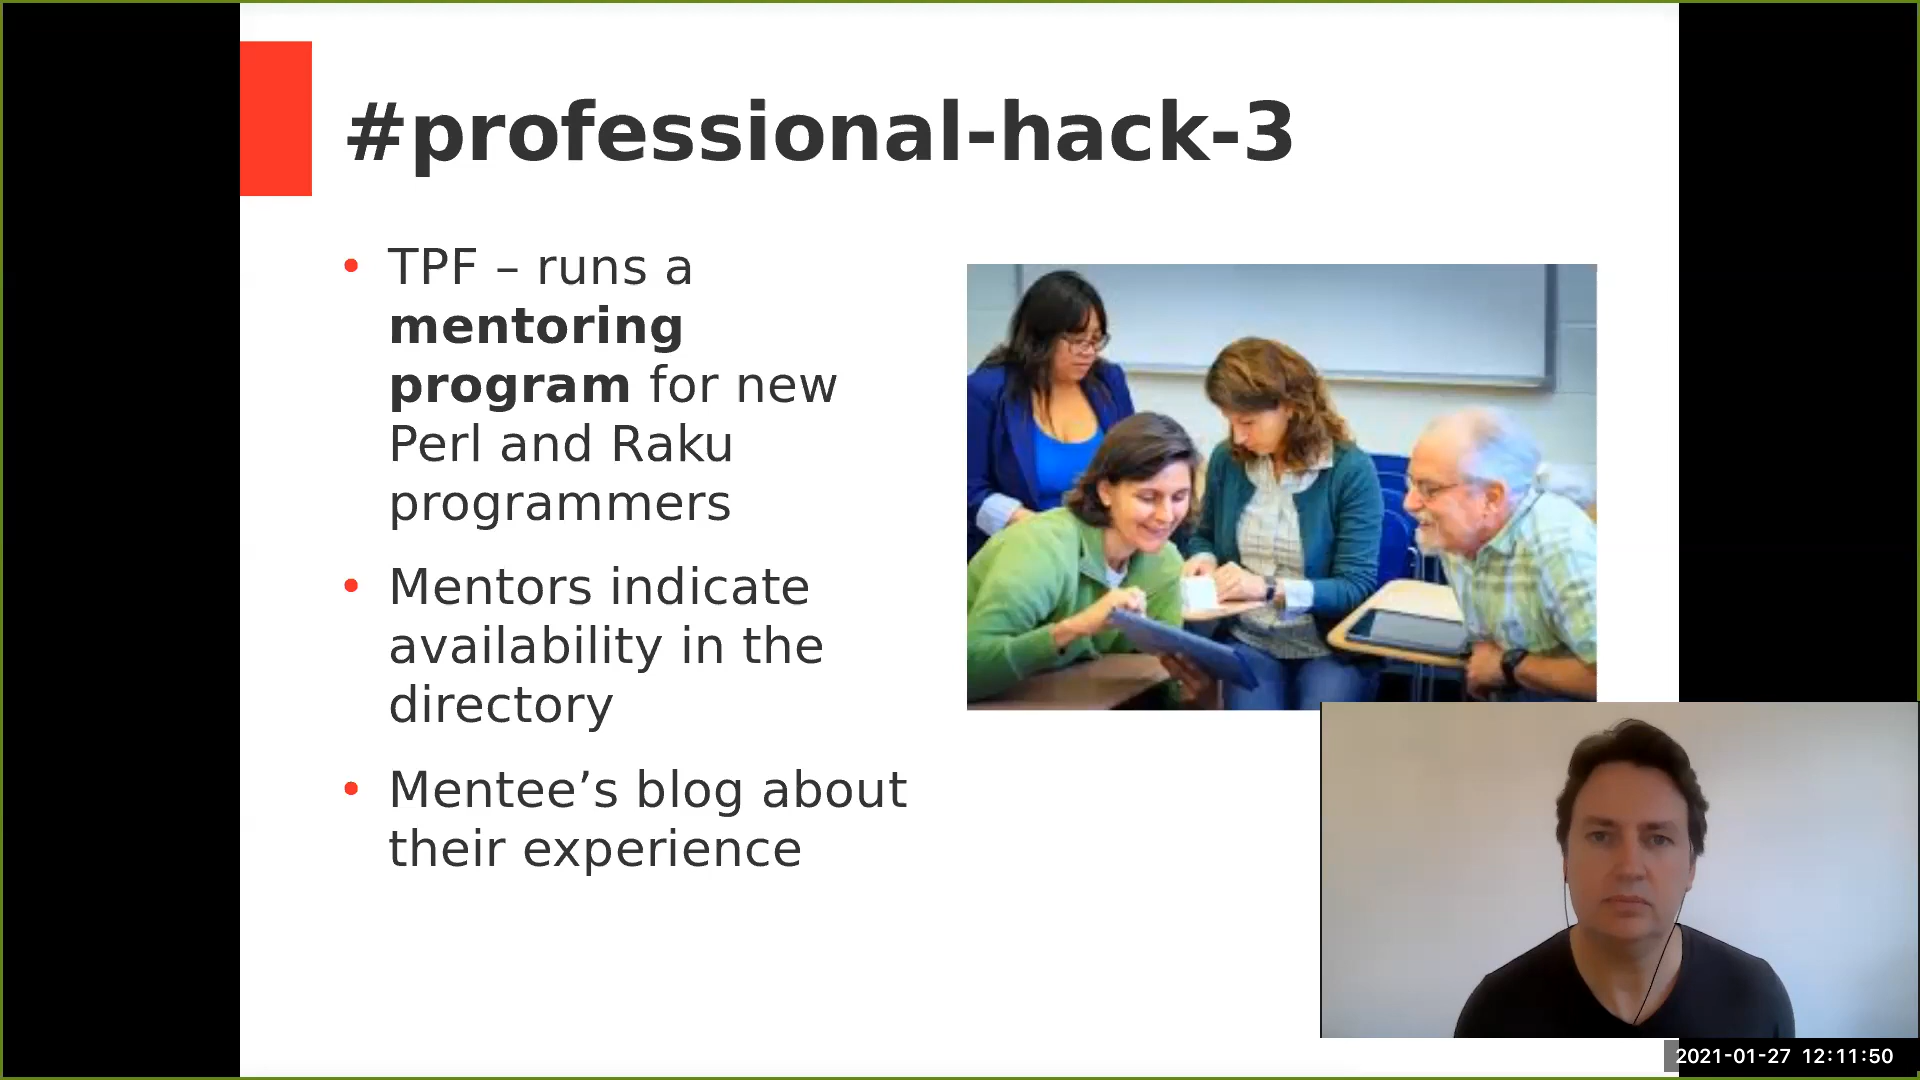 #professional-hack-3
• TPF – runs a
mentoring
program for new
Perl and Raku
programmers
• Mentors indicate
availability in the
directory
• Mentee’s blog about
their experience
2021-01-27 12:11:50